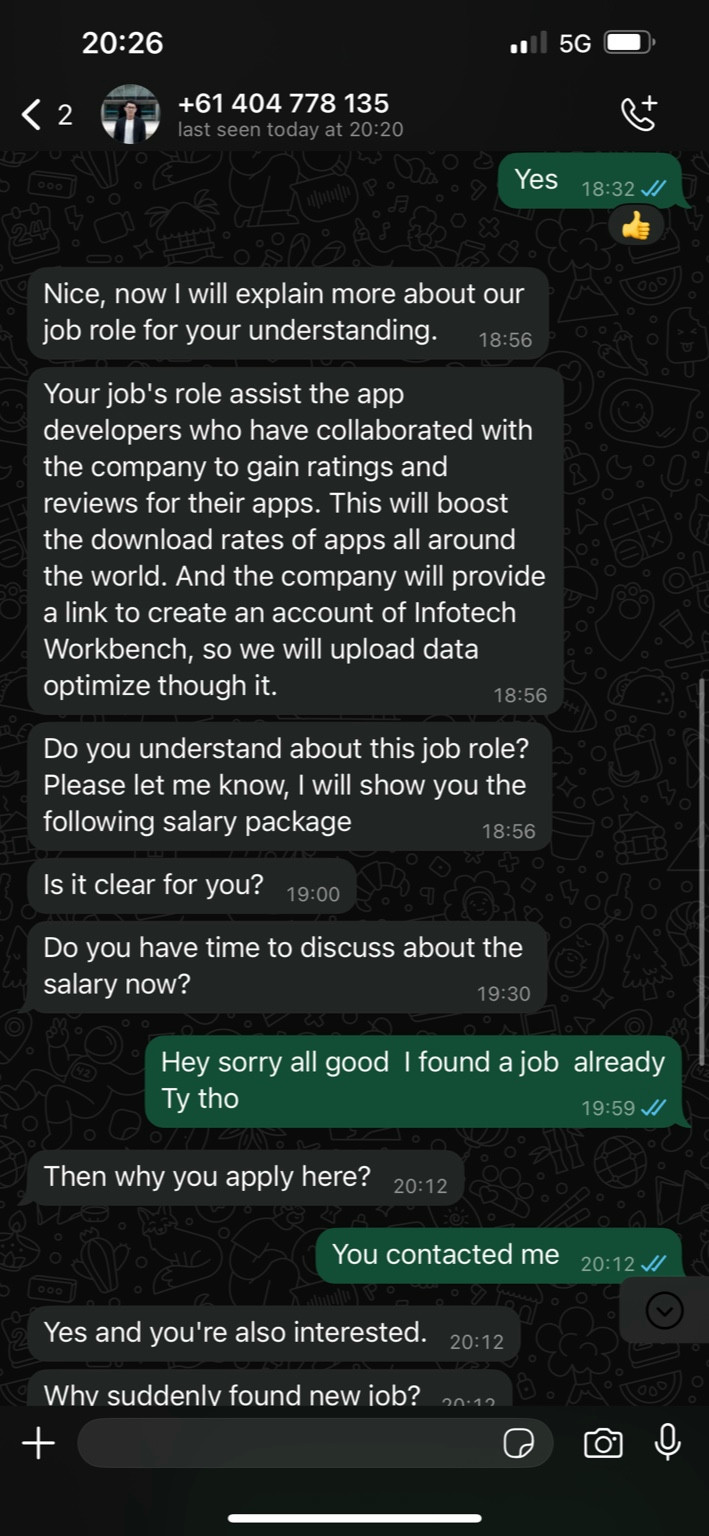 20:26
5G
2
+61 404 778 135
last seen today at 20:20
Yes 18:32
Nice, now I will explain more about our
job role for your understanding. 18:56
Your job's role assist the app
developers who have collaborated with
the company to gain ratings and
reviews for their apps. This will boost
the download rates of apps all around
the world. And the company will provide
a link to create an account of Infotech
Workbench, so we will upload data
optimize though it. 18:56
Do you understand about this job role?
Please let me know, I will show you the
following salary package 18:56
Is it clear for you? 19:00
Do you have time to discuss about the
salary now? 19:30
Hey sorry all good I found a job already
Ty tho 19:59
Then why you apply here? 20:12
You contacted me 20:12
Yes and you're also interested. 20:12
Why suddenly found new job? 20:12